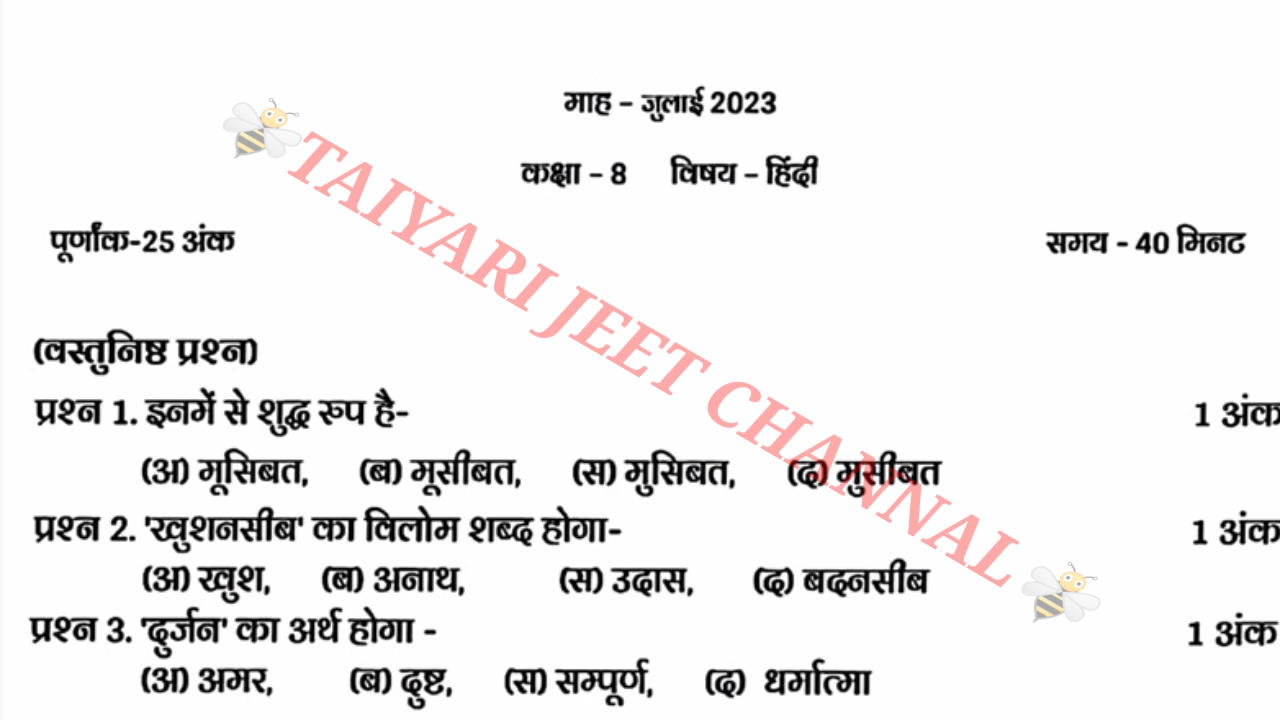 माह - जुलाई 2023
कक्षा - 8 विषय - हिंदी
पूर्णांक-25 अंक समय - 40 मिनट
(वस्तुनिष्ठ प्रश्न)
प्रश्न 1. इनमें से शुद्ध रुप है- 1 अंक
(अ) मूसिबत, (ब) मूसीबत, (स) मुसिबत, (द) मुसीबत
प्रश्न 2. 'खुशनसीब' का विलोम शब्द होगा- 1 अंक
(अ) खुश, (ब) अनाथ, (स) उदास, (द) बदनसीब
प्रश्न 3. 'दुर्जन' का अर्थ होगा - 1 अंक
(अ) अमर, (ब) दुष्ट, (स) सम्पूर्ण, (द) धर्मात्मा
TAIYARI JEET CHANNAL